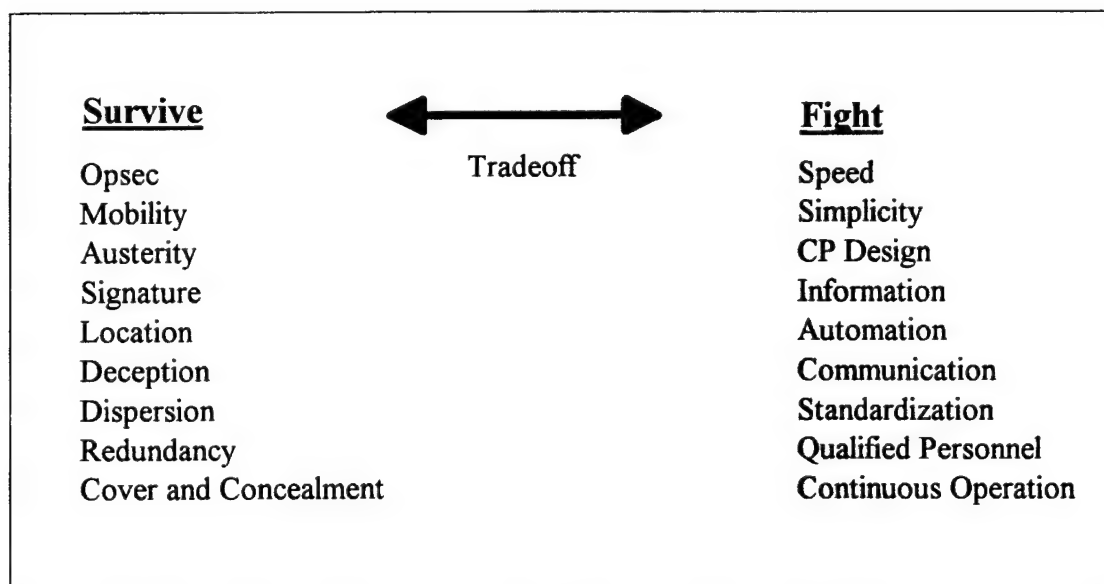 Survive
Fight
Tradeoff
Opsec
Mobility
Austerity
Signature
Location
Deception
Dispersion
Redundancy
Cover and Concealment
Speed
Simplicity
CP Design
Information
Automation
Communication
Standardization
Qualified Personnel
Continuous Operation